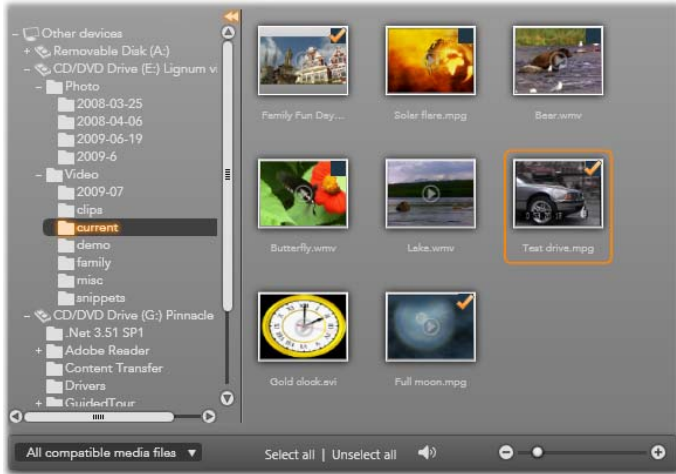 Other devices
Removable Disk (A:)
CD/DVD Drive (E:) Lignum vi
Photo
2008-03-25
2008-04-06
2009-06-19
2009-6
Video
2009-07
clips
current
demo
family
misc
snippets
CD/DVD Drive (G:) Pinnacle
.Net 3.51 SP1
Adobe Reader
Content Transfer
Drivers
GuidedTour
Family Fun Day...
Solar flare.mpg
Bear.wmv
Butterfly.wmv
Lake.wmv
Test drive.mpg
Gold clock.avi
Full moon.mpg
All compatible media files
Select all | Unselect all